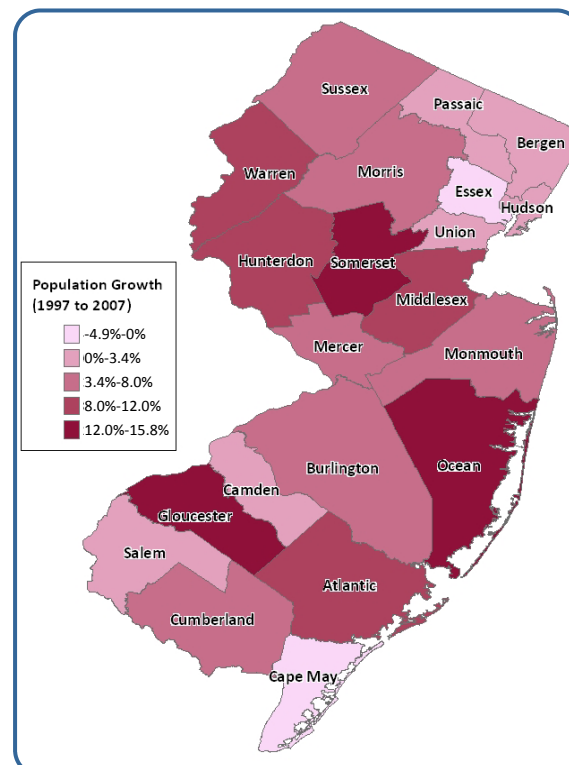 Sussex
Passaic
Bergen
Warren
Morris
Essex
Hudson
Union
Hunterdon
Somerset
Middlesex
Mercer
Monmouth
Population Growth
(1997 to 2007)
-4.9%-0%
0%-3.4%
3.4%-8.0%
8.0%-12.0%
12.0%-15.8%
Burlington
Ocean
Camden
Gloucester
Salem
Atlantic
Cumberland
Cape May